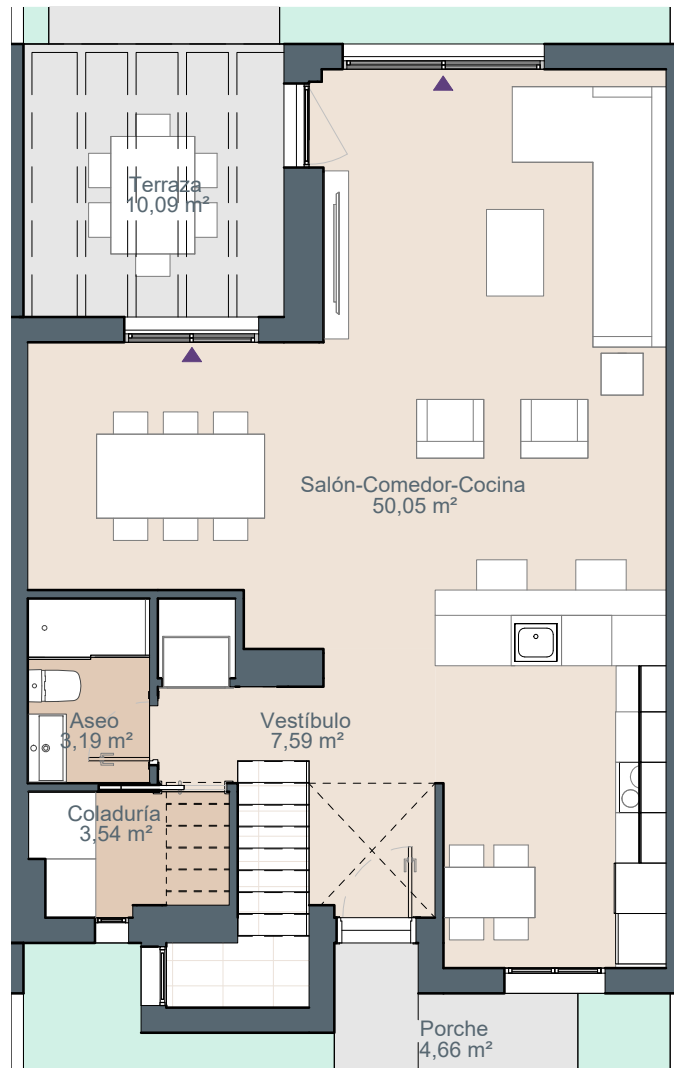 Terraza
10,09 m²
Salón-Comedor-Cocina
50,05 m²
Aseo
3,19 m²
Vestíbulo
7,59 m²
Coladuría
3,54 m²
Porche
4,66 m²